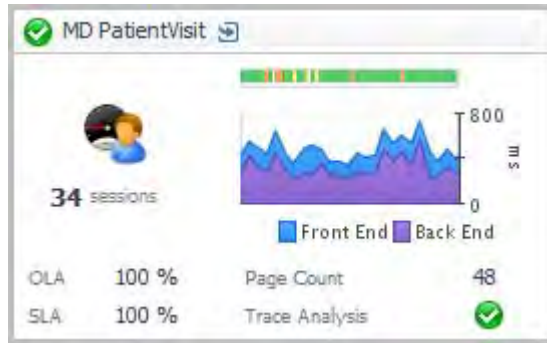 MD PatientVisit
800
ms
0
34 sessions
Front End Back End
OLA 100 % Page Count 48
SLA 100 % Trace Analysis